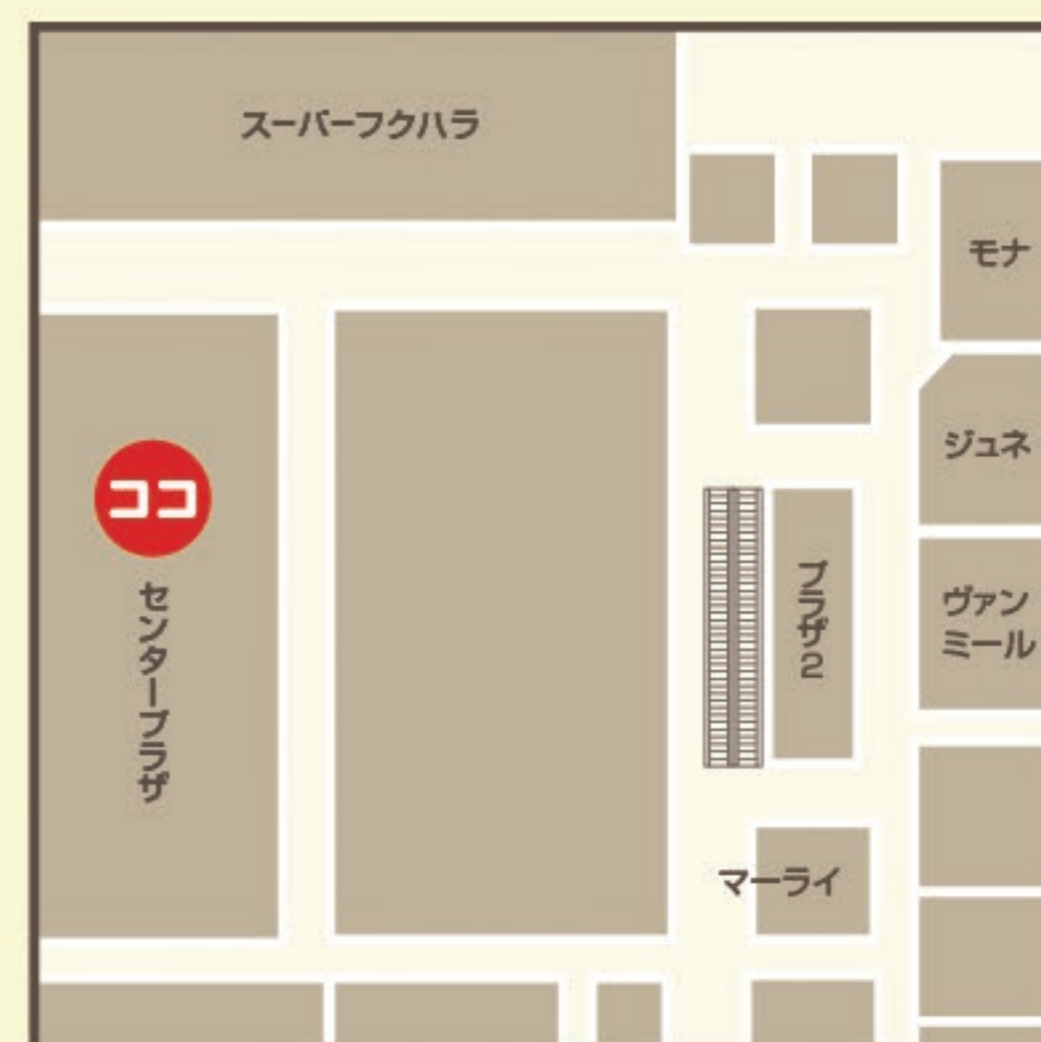 スーパーフクハラ
モナ
ジュネ
ココ
センタープラザ
プラザ2
ヴァン
ミール
マーライ